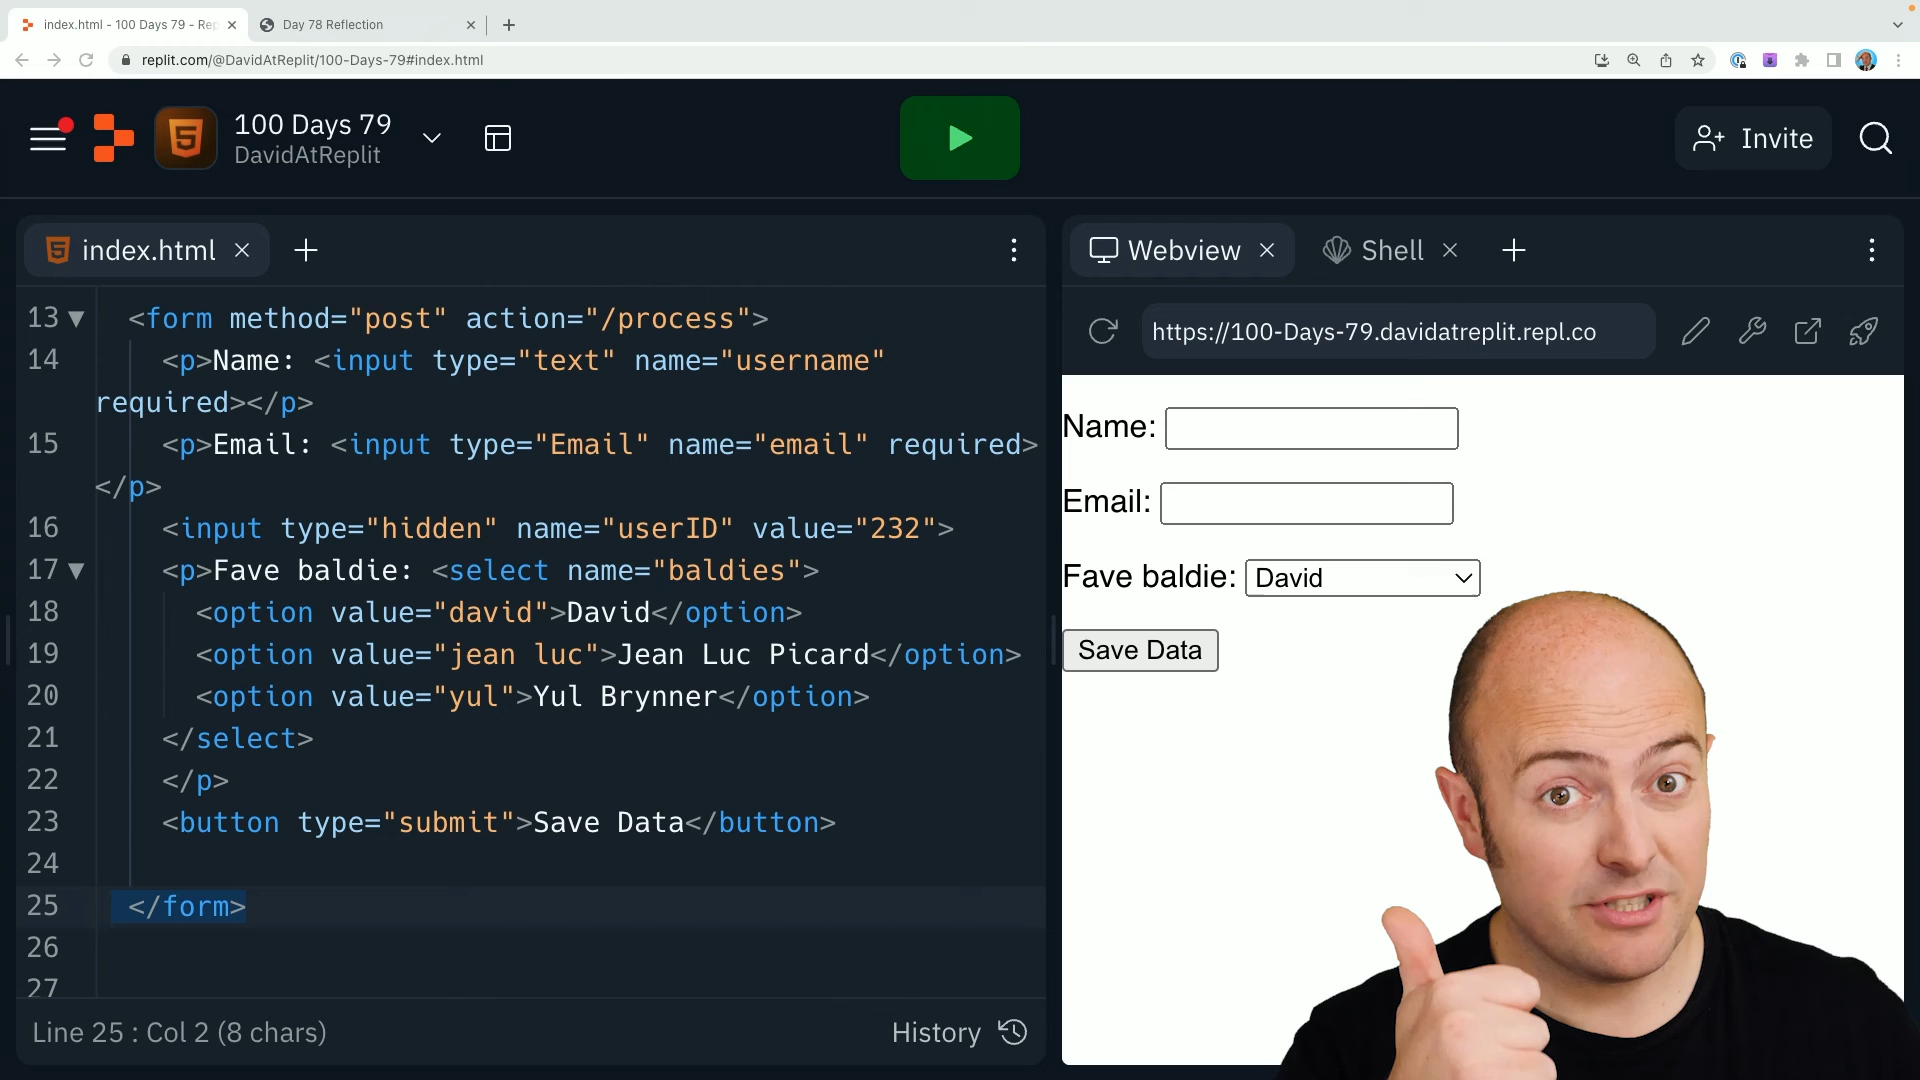 index.html - 100 Days 79 - Rep
Day 78 Reflection
replit.com/@DavidAtReplit/100-Days-79#index.html
100 Days 79
DavidAtReplit
Invite
index.html
Webview
Shell
https://100-Days-79.davidatreplit.repl.co
13 <form method="post" action="/process">
14 <p>Name: <input type="text" name="username"
required></p>
15 <p>Email: <input type="Email" name="email" required>
</p>
16 <input type="hidden" name="userID" value="232">
17 <p>Fave baldie: <select name="baldies">
18 <option value="david">David</option>
19 <option value="jean luc">Jean Luc Picard</option>
20 <option value="yul">Yul Brynner</option>
21 </select>
22 </p>
23 <button type="submit">Save Data</button>
24
25 </form>
26
27
Line 25 : Col 2 (8 chars)
History
Name:
Email:
Fave baldie: David
Save Data